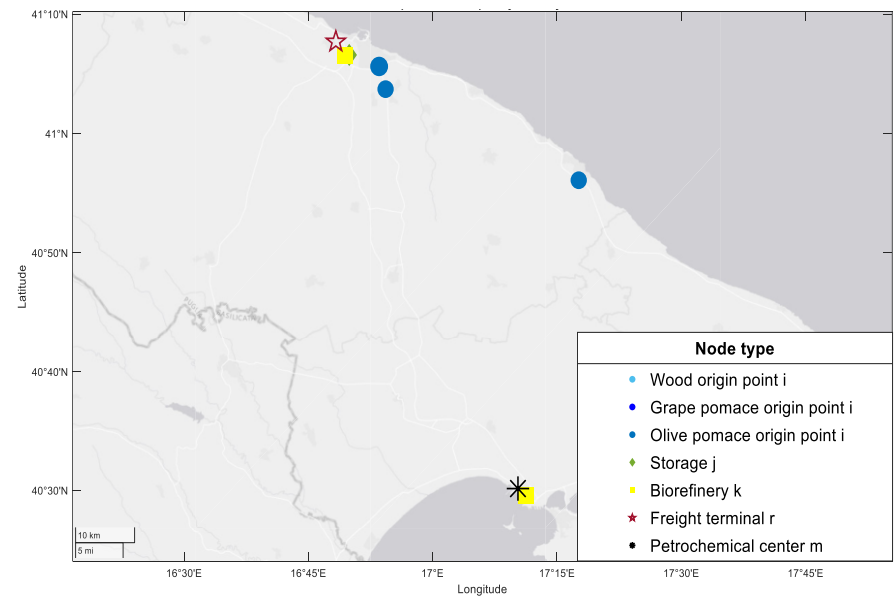 41°10'N
41°N
40°50'N
40°40'N
40°30'N
Latitude
10 km
5 mi
16°30'E
16°45'E
17°E
17°15'E
17°30'E
17°45'E
Longitude
Node type
Wood origin point i
Grape pomace origin point i
Olive pomace origin point i
Storage j
Biorefinery k
Freight terminal r
Petrochemical center m